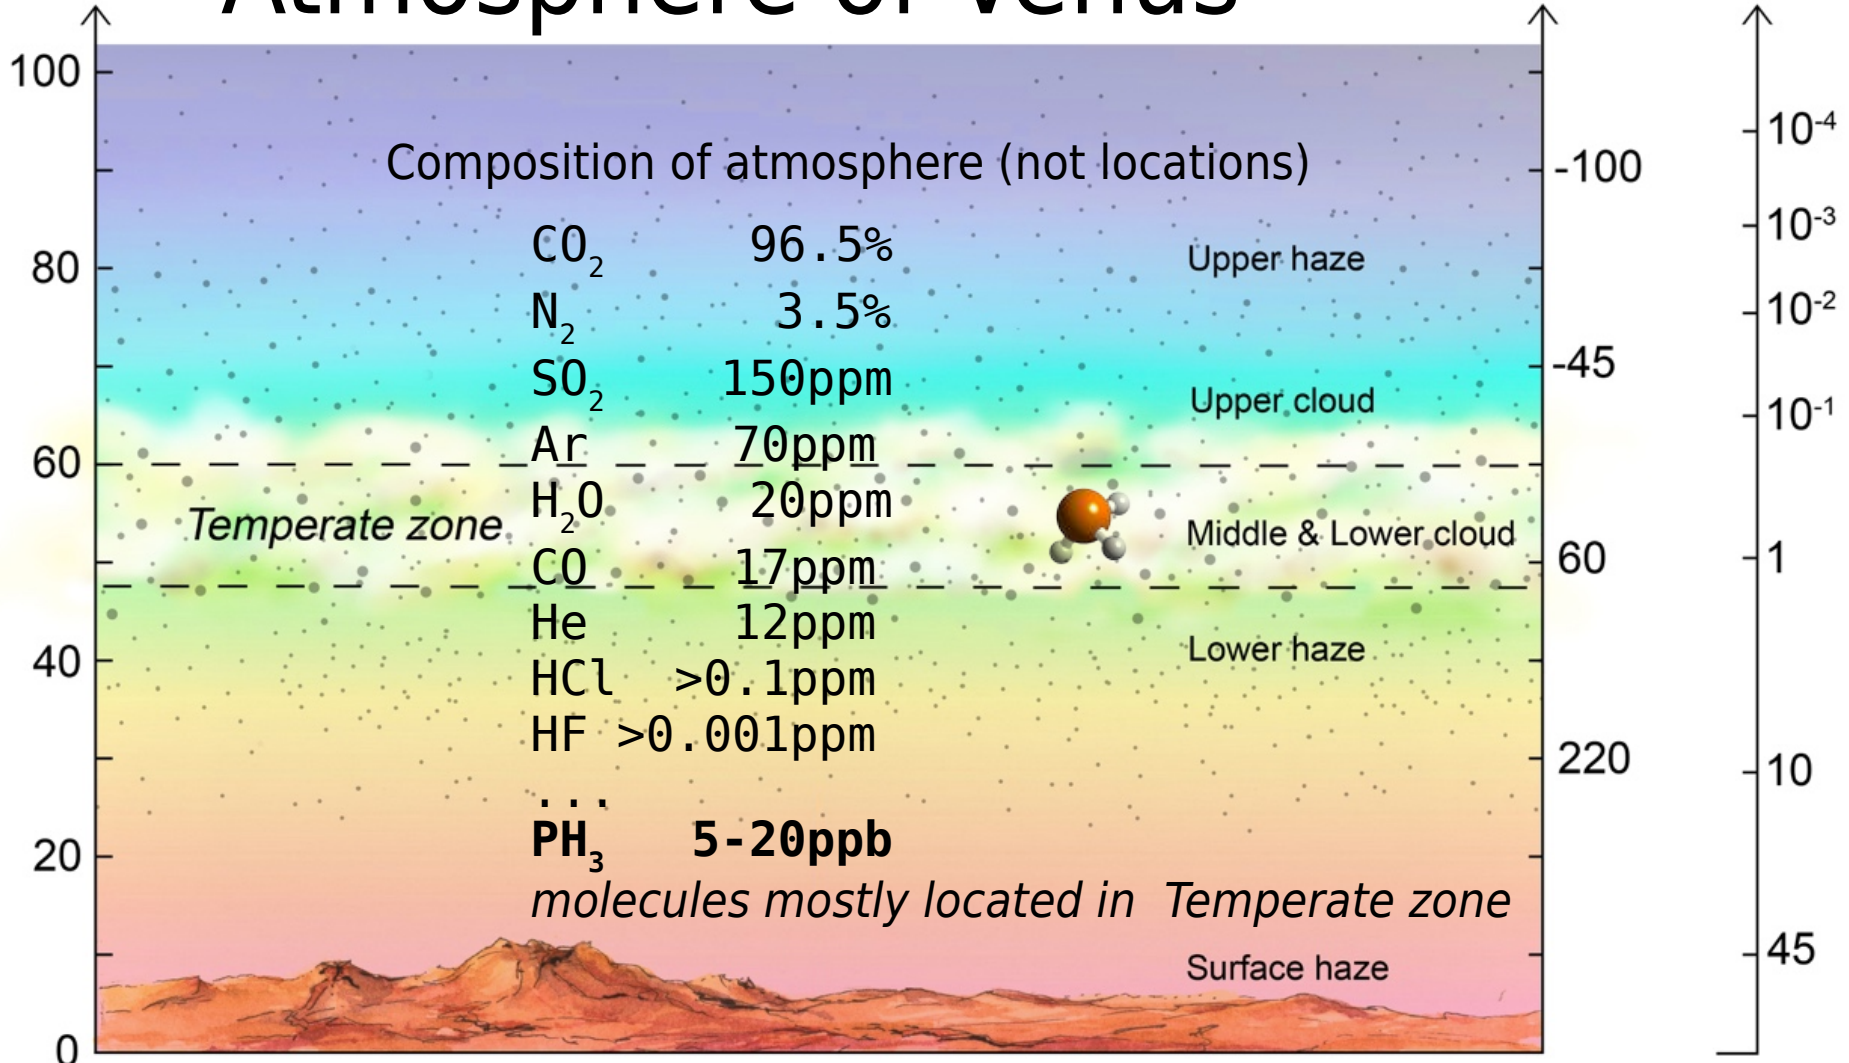 Atmosphere of Venus
100
80
60
40
20
0
Composition of atmosphere (not locations)
CO₂ 96.5%
N₂ 3.5%
SO₂ 150ppm
Ar 70ppm
H₂O 20ppm
CO 17ppm
He 12ppm
HCl >0.1ppm
HF >0.001ppm
...
PH₃ 5-20ppb
molecules mostly located in Temperate zone
Temperate zone
Upper haze
Upper cloud
Middle & Lower cloud
Lower haze
Surface haze
-100
-45
60
220
10⁻⁴
10⁻³
10⁻²
10⁻¹
1
10
45